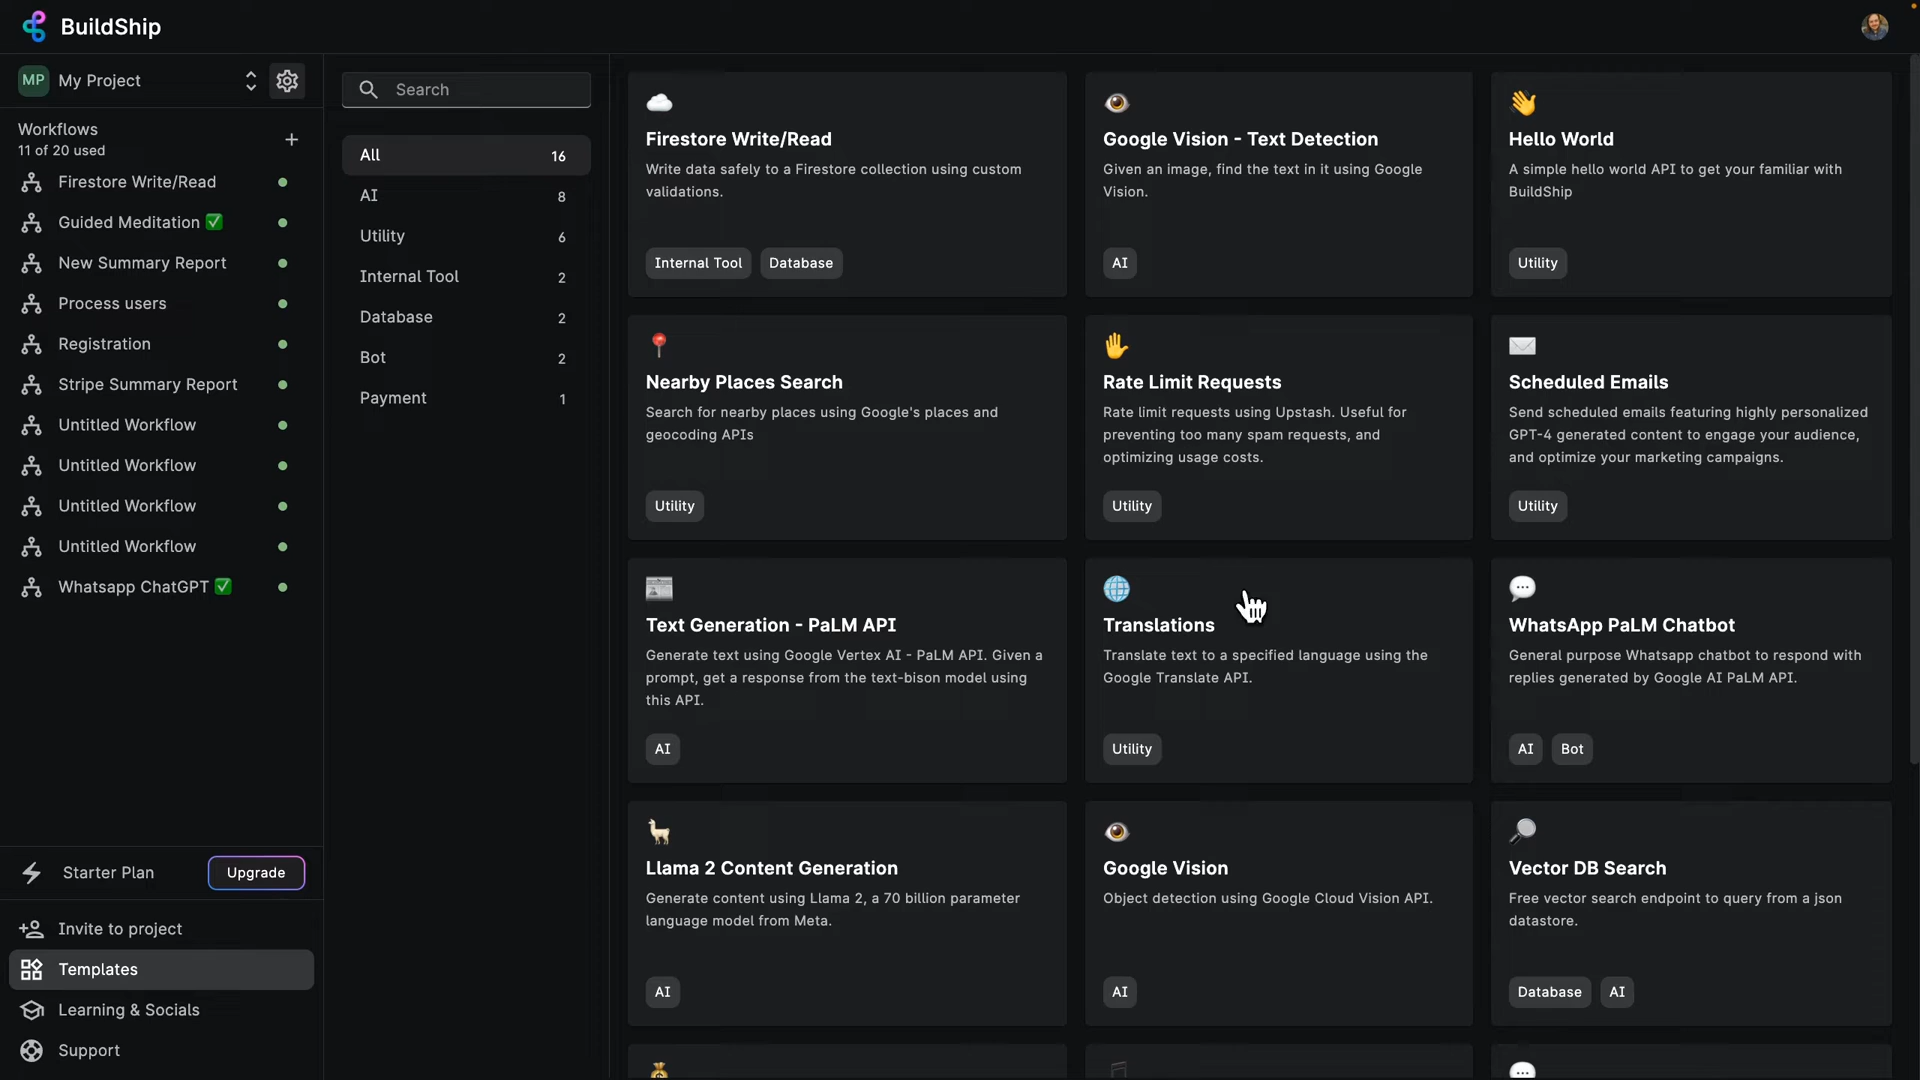 BuildShip
MP My Project
Workflows
11 of 20 used
Firestore Write/Read
Guided Meditation ✅
New Summary Report
Process users
Registration
Stripe Summary Report
Untitled Workflow
Untitled Workflow
Untitled Workflow
Untitled Workflow
Whatsapp ChatGPT ✅
Starter Plan Upgrade
Invite to project
Templates
Learning & Socials
Support
Search
All 16
AI 8
Utility 6
Internal Tool 2
Database 2
Bot 2
Payment 1
Firestore Write/Read
Write data safely to a Firestore collection using custom
validations.
Internal Tool Database
Google Vision - Text Detection
Given an image, find the text in it using Google
Vision.
AI
Hello World
A simple hello world API to get your familiar with
BuildShip
Utility
Nearby Places Search
Search for nearby places using Google's places and
geocoding APIs
Utility
Rate Limit Requests
Rate limit requests using Upstash. Useful for
preventing too many spam requests, and
optimizing usage costs.
Utility
Scheduled Emails
Send scheduled emails featuring highly personalized
GPT-4 generated content to engage your audience,
and optimize your marketing campaigns.
Utility
Text Generation - PaLM API
Generate text using Google Vertex AI - PaLM API. Given a
prompt, get a response from the text-bison model using
this API.
AI
Translations
Translate text to a specified language using the
Google Translate API.
Utility
WhatsApp PaLM Chatbot
General purpose Whatsapp chatbot to respond with
replies generated by Google AI PaLM API.
AI Bot
Llama 2 Content Generation
Generate content using Llama 2, a 70 billion parameter
language model from Meta.
AI
Google Vision
Object detection using Google Cloud Vision API.
AI
Vector DB Search
Free vector search endpoint to query from a json
datastore.
Database AI